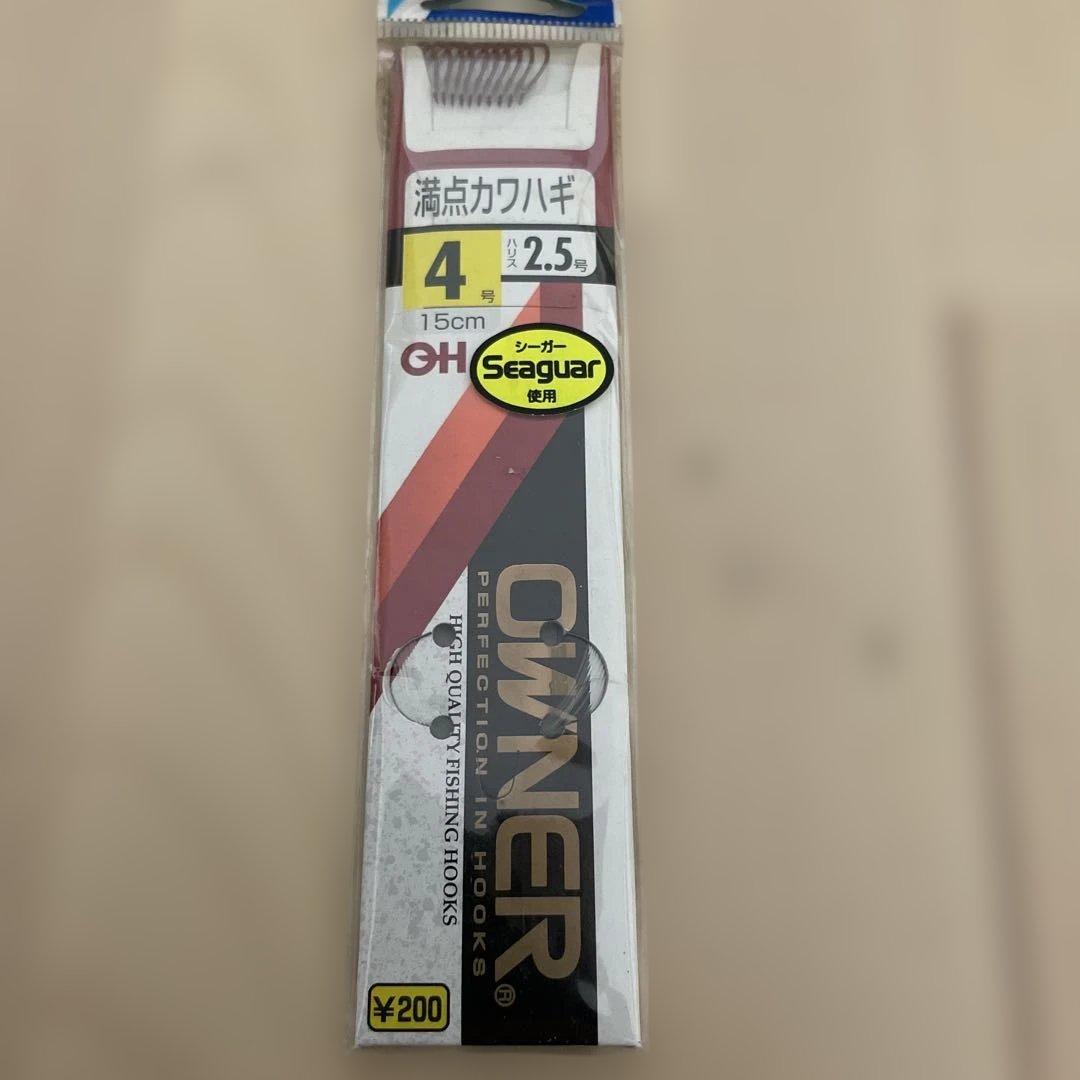 満点カワハギ
4号
ハリス 2.5号
15cm
OH
シーガー
Seaguar
使用
OWNER®
PERFECTION IN HOOKS
HIGH QUALITY FISHING HOOKS
¥200